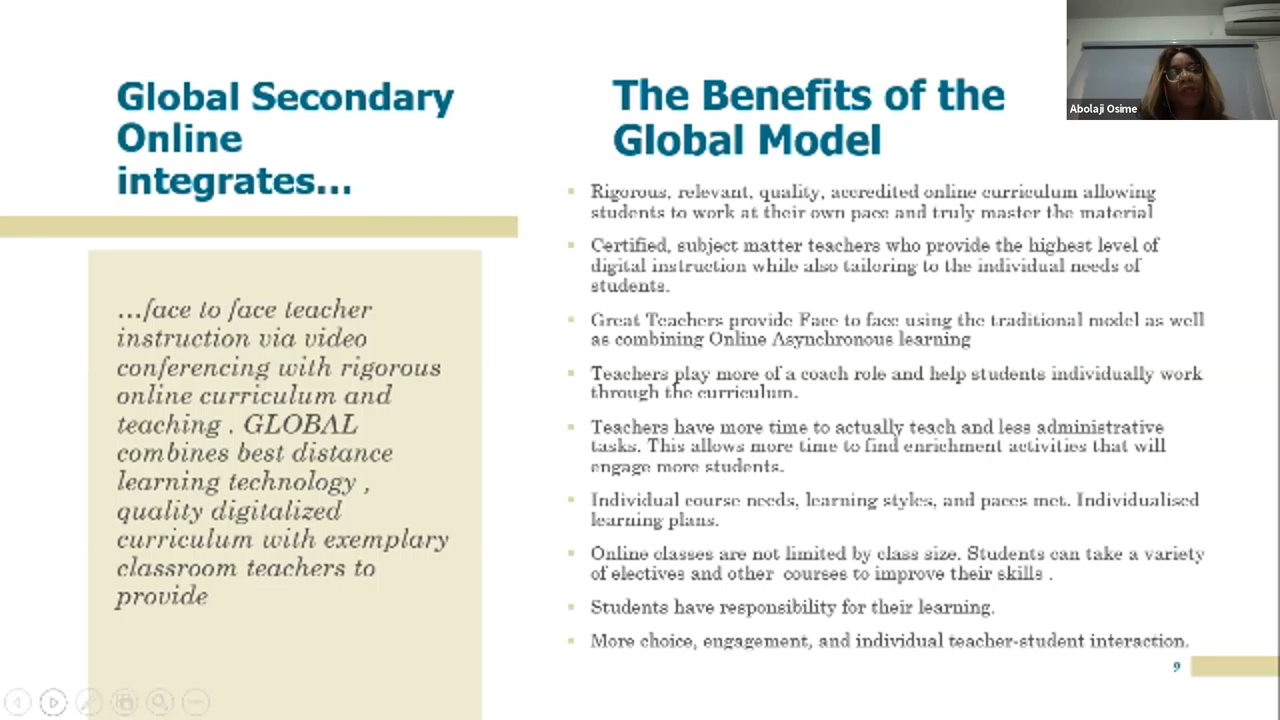 Global Secondary
Online
integrates...
...face to face teacher
instruction via video
conferencing with rigorous
online curriculum and
teaching . GLOBAL
combines best distance
learning technology ,
quality digitalized
curriculum with exemplary
classroom teachers to
provide
The Benefits of the
Global Model
▪ Rigorous, relevant, quality, accredited online curriculum allowing
students to work at their own pace and truly master the material
▪ Certified, subject matter teachers who provide the highest level of
digital instruction while also tailoring to the individual needs of
students.
▪ Great Teachers provide Face to face using the traditional model as well
as combining Online Asynchronous learning
▪ Teachers play more of a coach role and help students individually work
through the curriculum.
▪ Teachers have more time to actually teach and less administrative
tasks. This allows more time to find enrichment activities that will
engage more students.
▪ Individual course needs, learning styles, and paces met. Individualised
learning plans.
▪ Online classes are not limited by class size. Students can take a variety
of electives and other courses to improve their skills .
▪ Students have responsibility for their learning.
▪ More choice, engagement, and individual teacher-student interaction.
9
Abolaji Osime